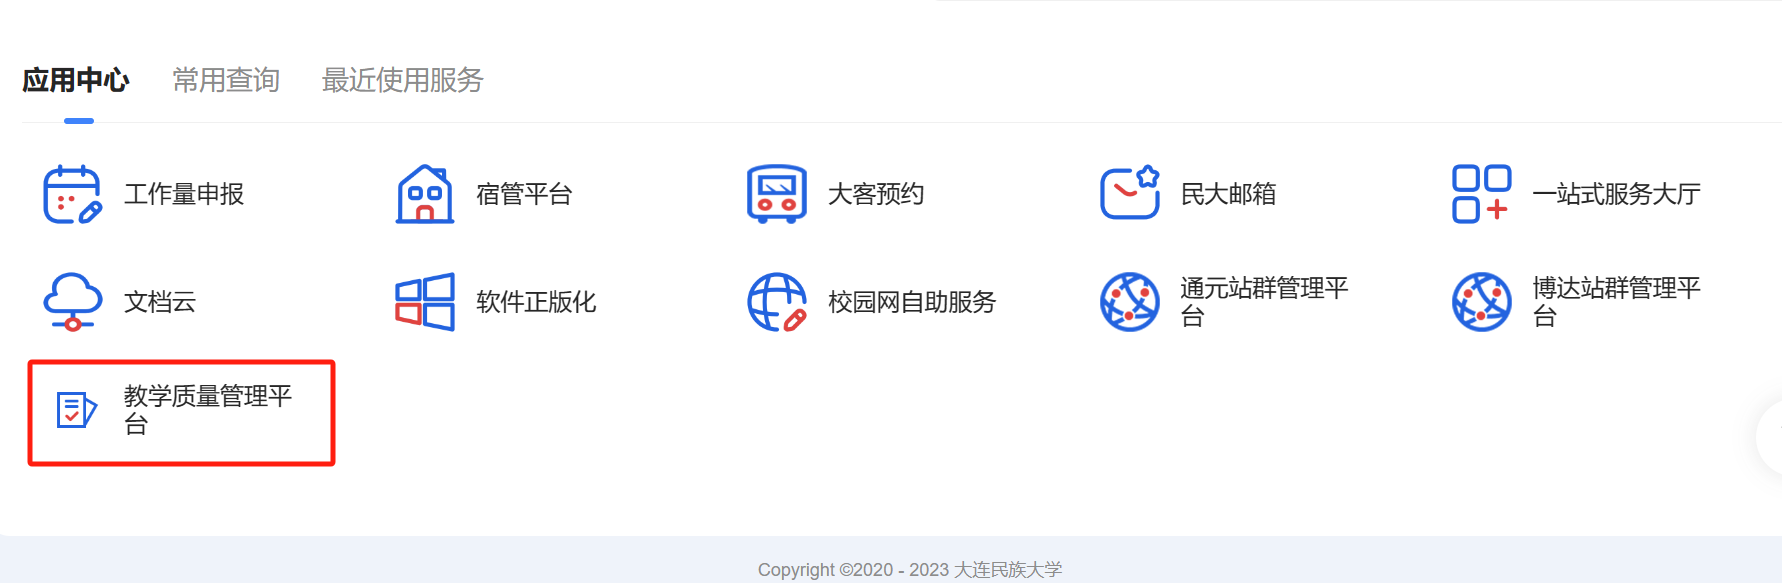 应用中心 常用查询 最近使用服务
工作量申报 宿管平台 大客预约 民大邮箱 一站式服务大厅
文档云 软件正版化 校园网自助服务 通元站群管理平 博达站群管理平
台 台
教学质量管理平
台
Copyright ©2020 - 2023 大连民族大学